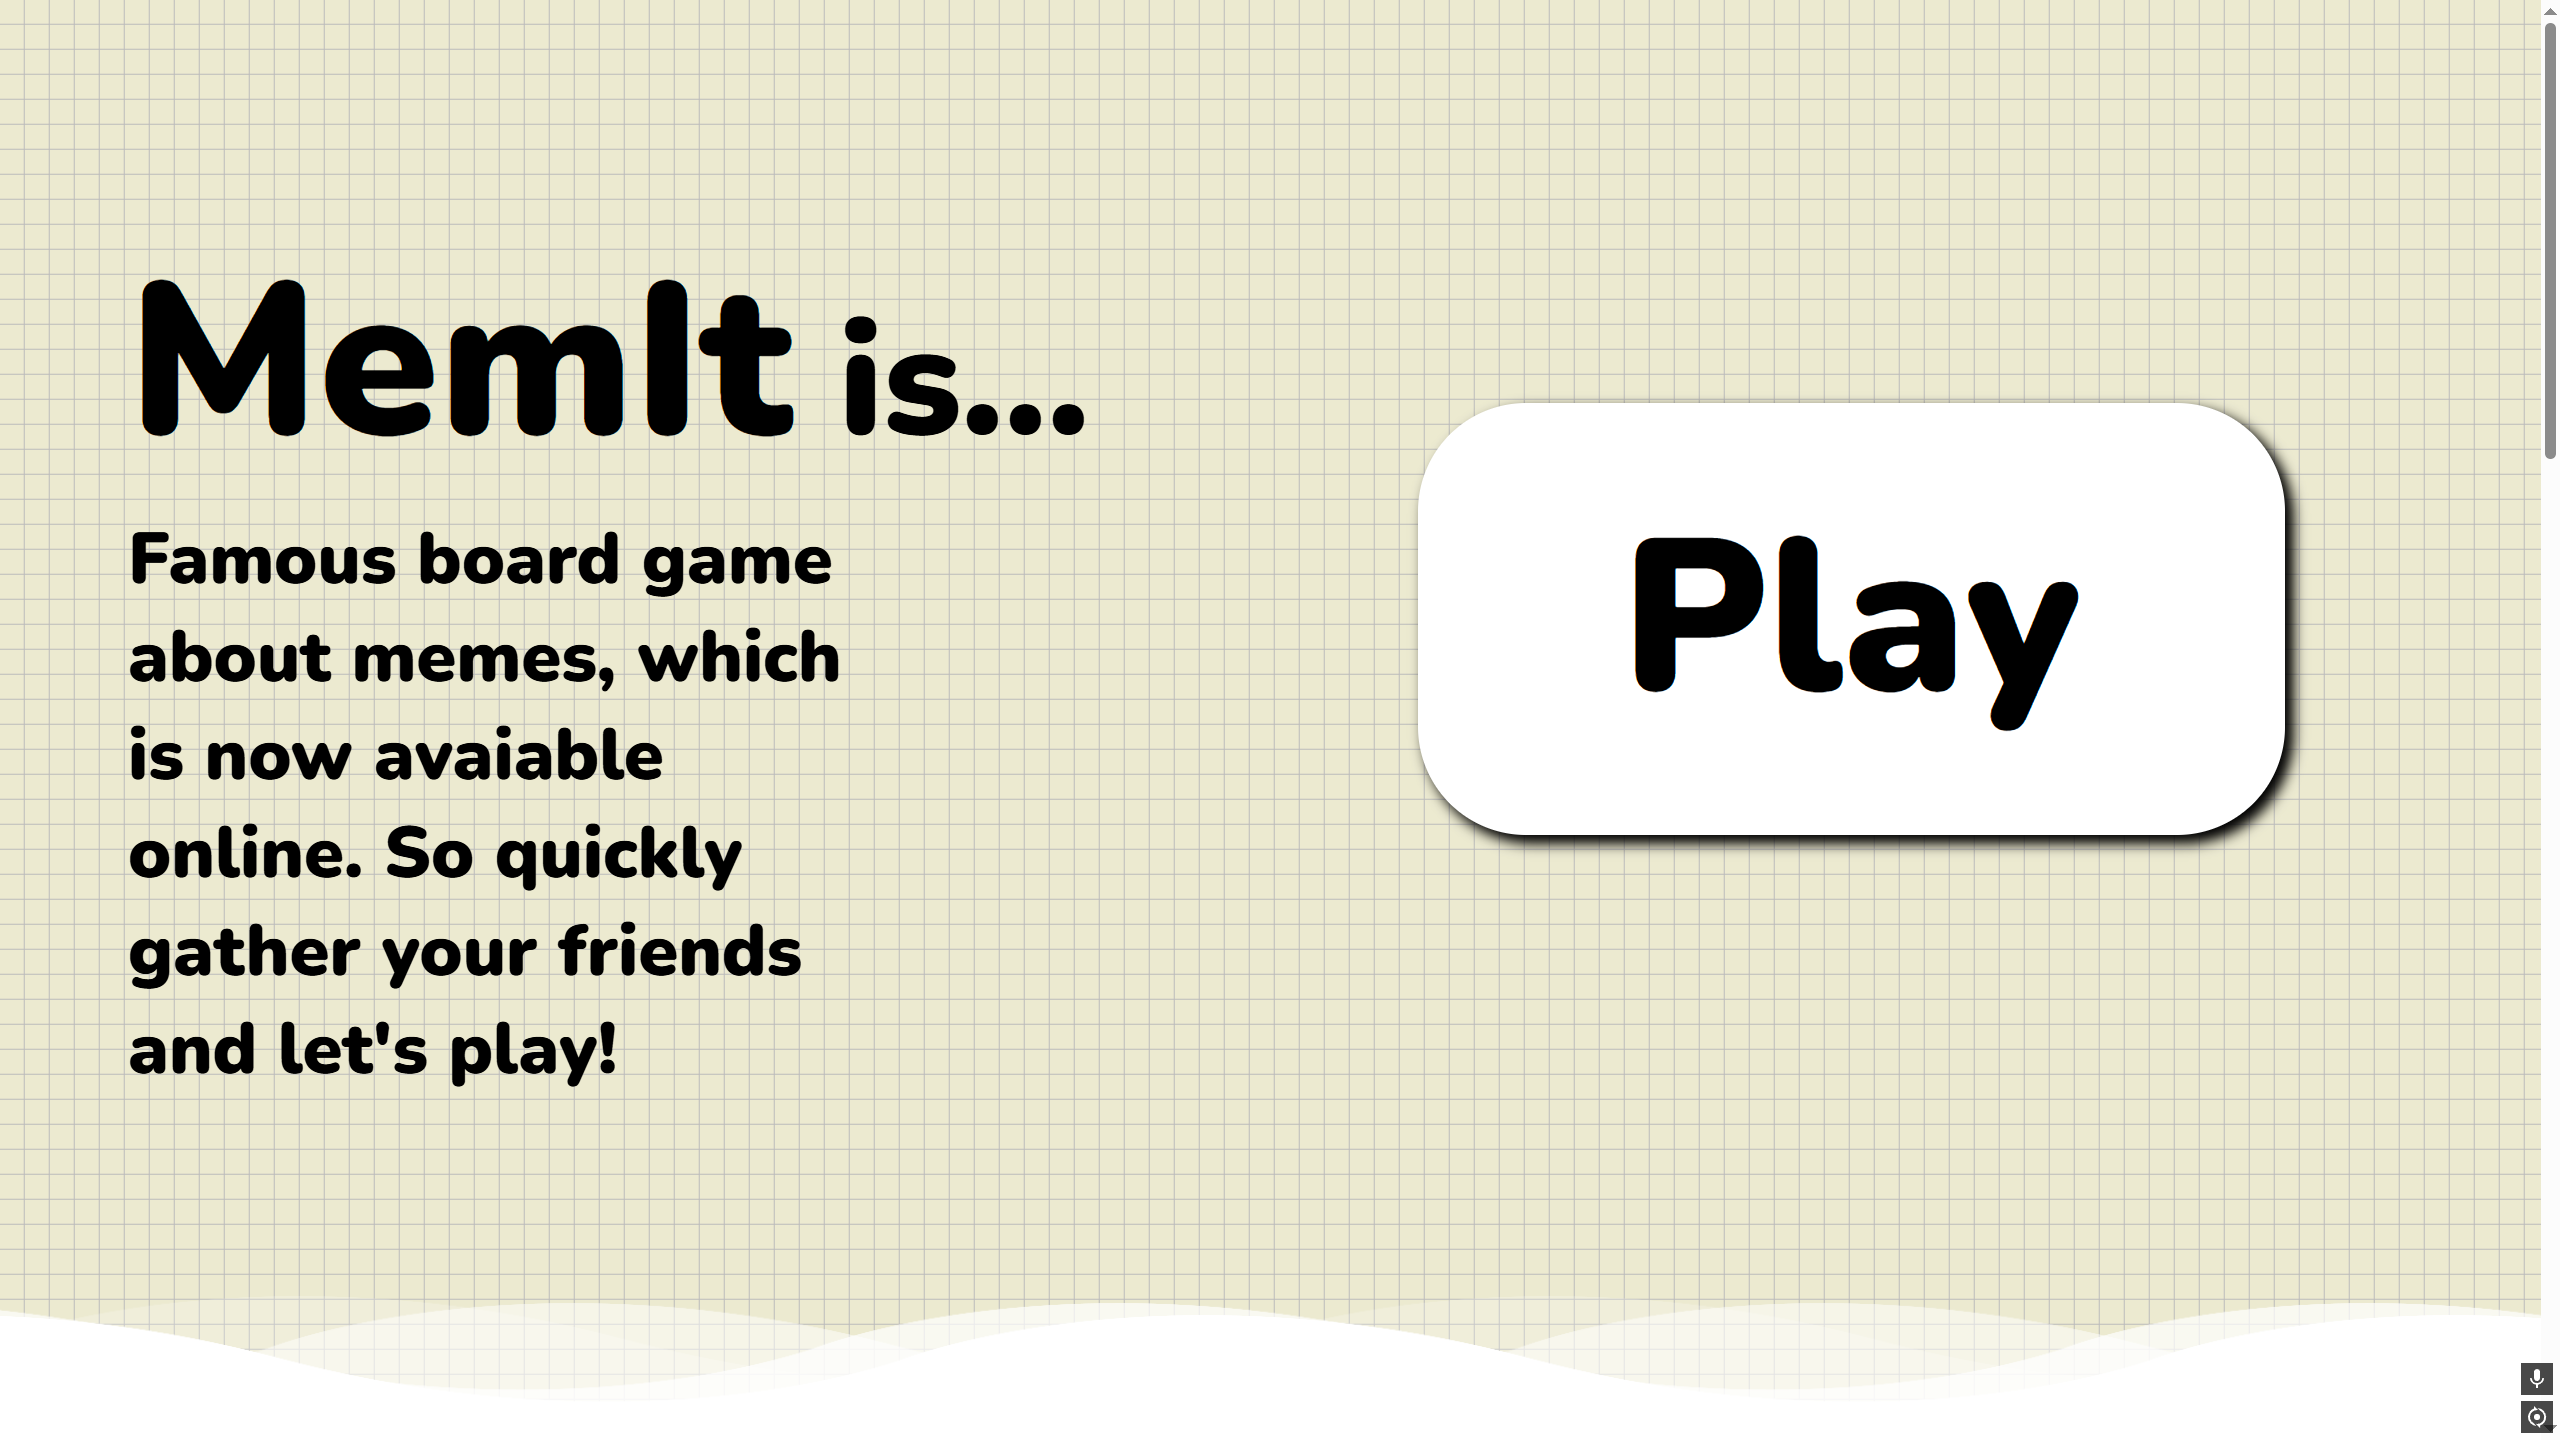 MemIt is...
Famous board game
about memes, which
is now avaiable
online. So quickly
gather your friends
and let's play!
Play